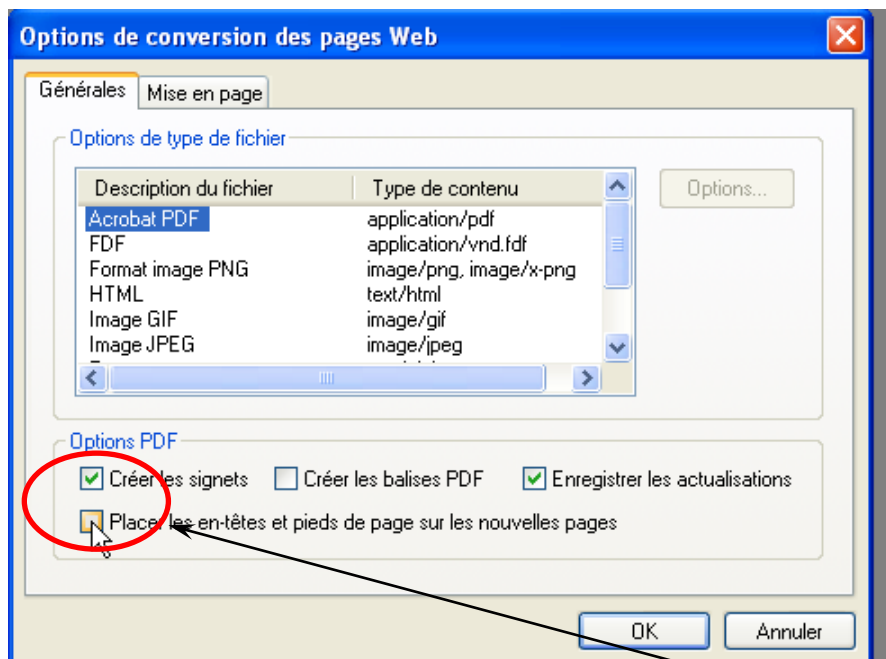 Options de conversion des pages Web
Générales Mise en page
Options de type de fichier
Description du fichier Type de contenu Options...
Acrobat PDF application/pdf
FDF application/vnd.fdf
Format image PNG image/png, image/x-png
HTML text/html
Image GIF image/gif
Image JPEG image/jpeg
Options PDF
Créer les signets Créer les balises PDF Enregistrer les actualisations
Placer les en-têtes et pieds de page sur les nouvelles pages
OK Annuler